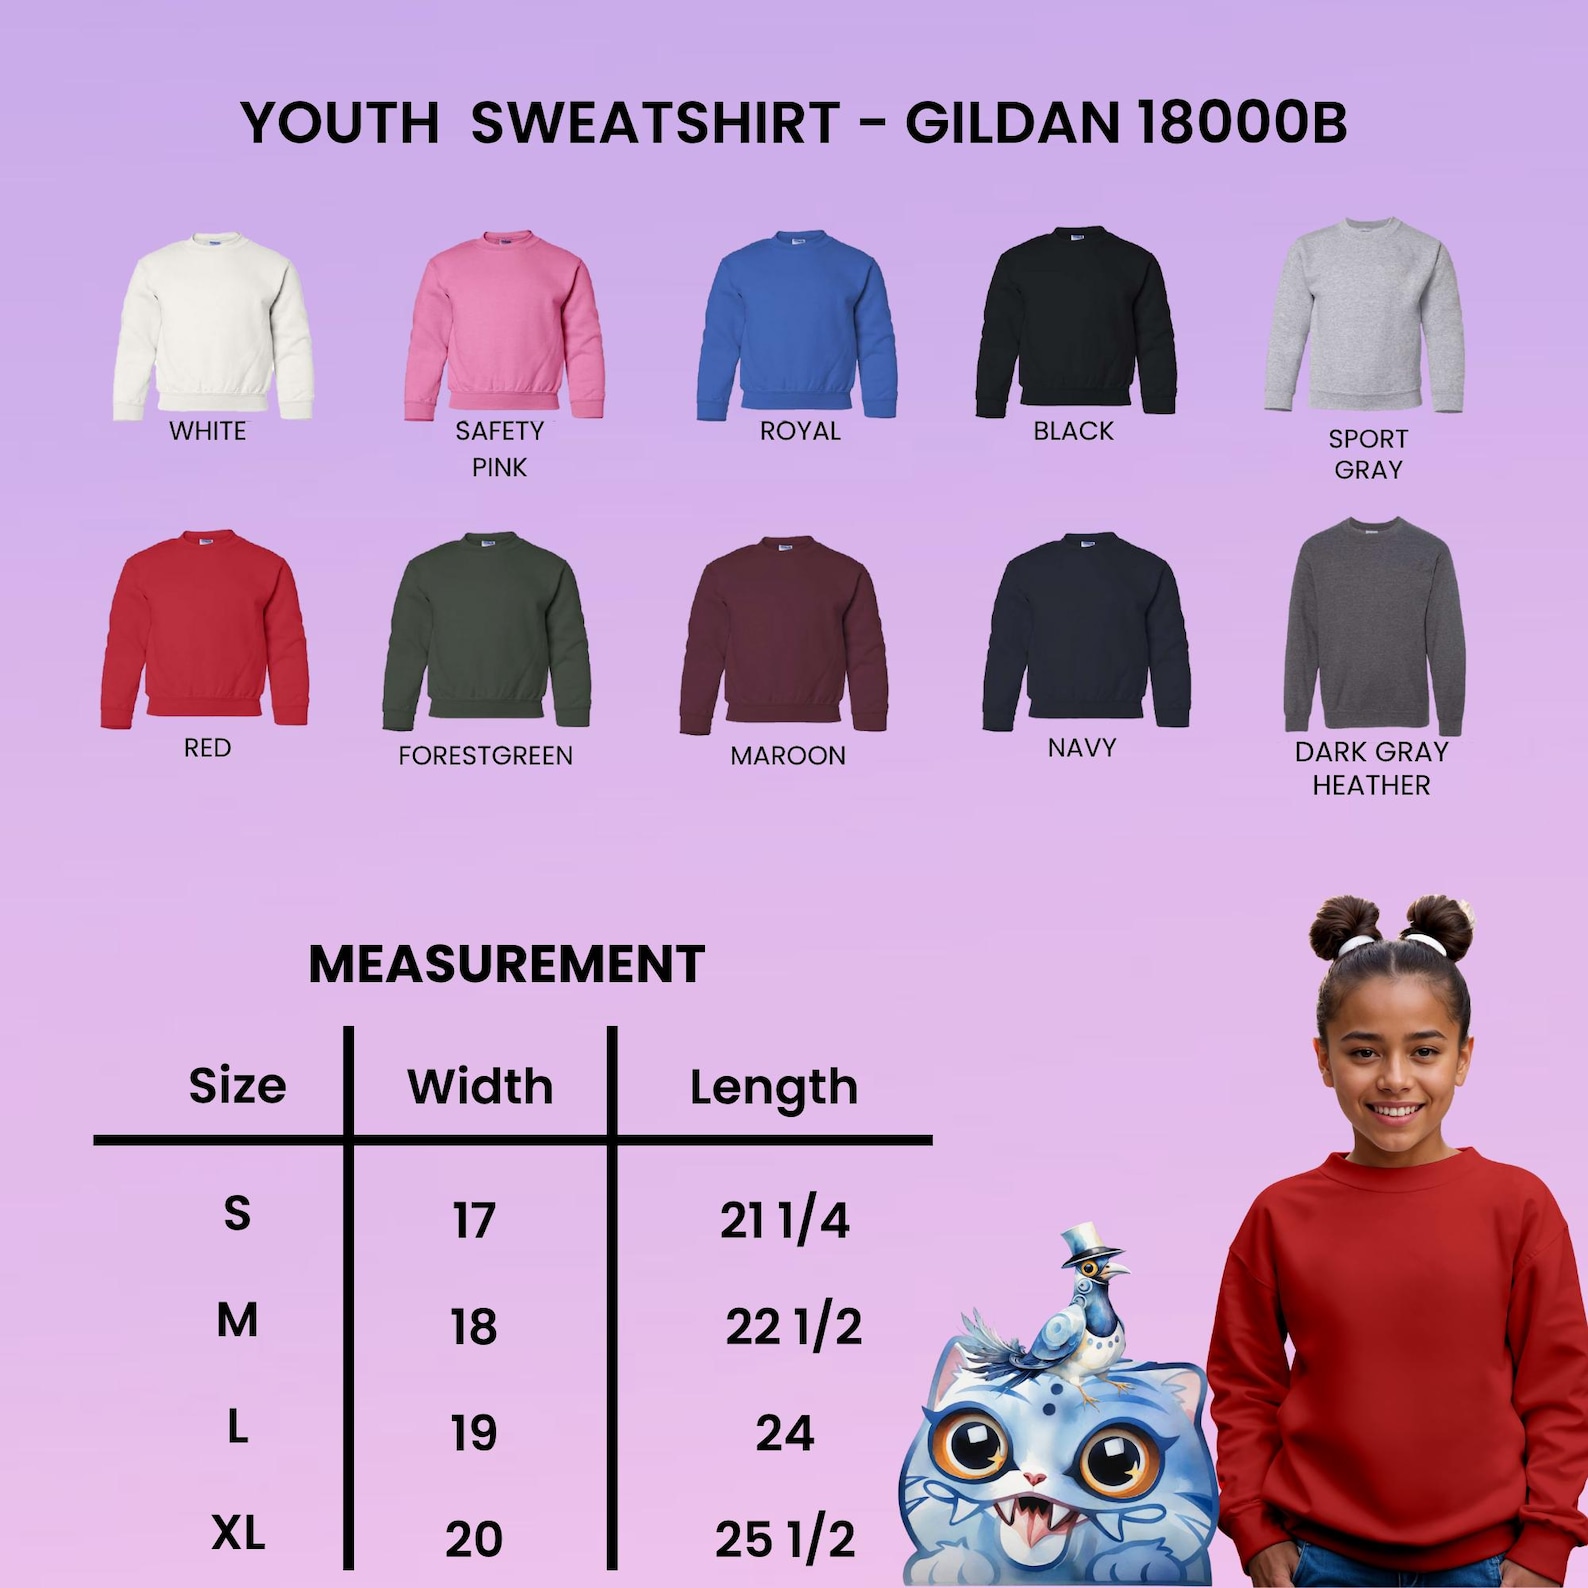 YOUTH SWEATSHIRT - GILDAN 18000B
WHITE
SAFETY
PINK
ROYAL
BLACK
SPORT
GRAY
RED
FORESTGREEN
MAROON
NAVY
DARK GRAY
HEATHER
MEASUREMENT
Size Width Length
S 17 21 1/4
M 18 22 1/2
L 19 24
XL 20 25 1/2